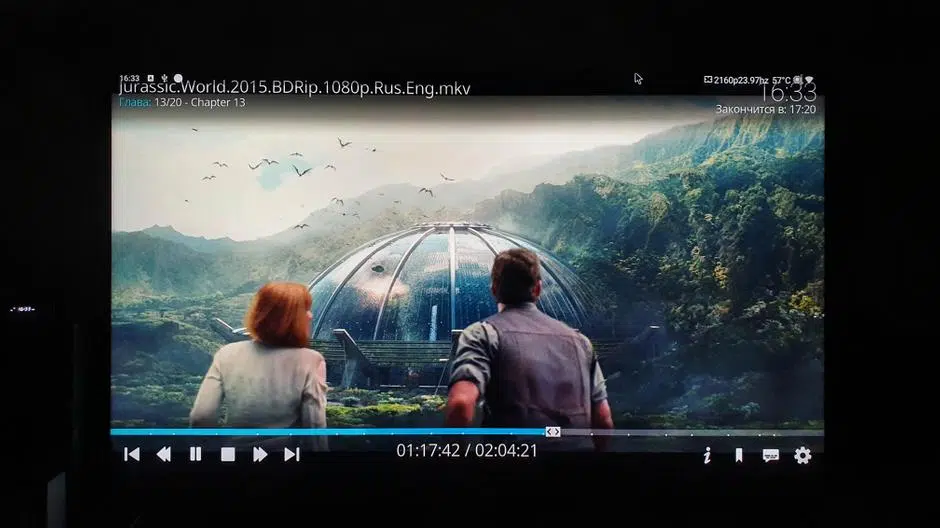 16:33
2160p23.97hz 57°C
jurassic.World.2015.BDRip.1080p.Rus.Eng.mkv
16:33
Глава: 13/20 - Chapter 13
Закончится в: 17:20
01:17:42 / 02:04:21